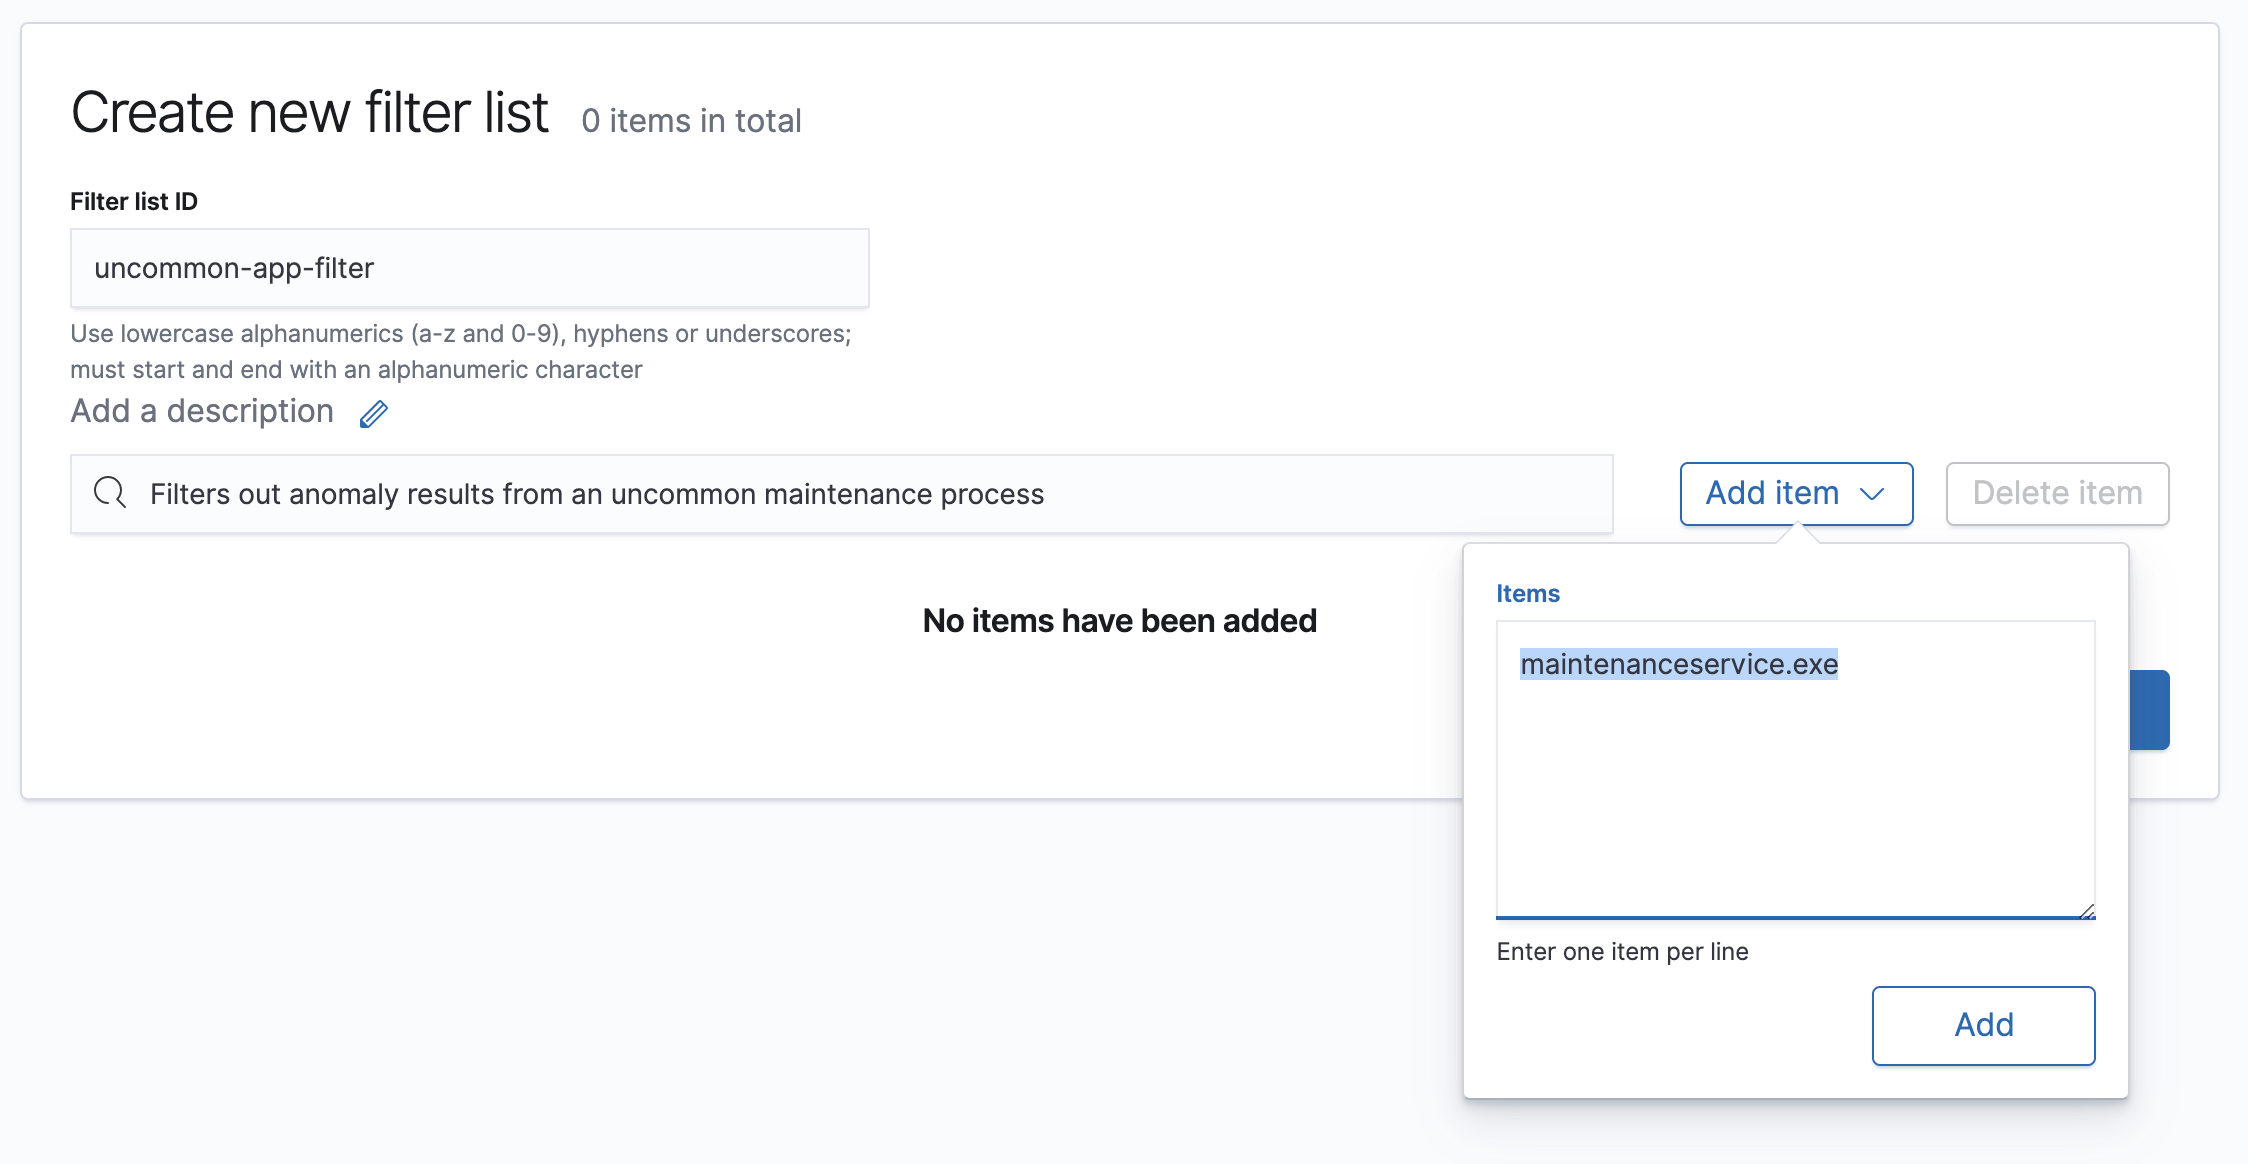 Create new filter list 0 items in total
Filter list ID
uncommon-app-filter
Use lowercase alphanumerics (a-z and 0-9), hyphens or underscores;
must start and end with an alphanumeric character
Add a description
Filters out anomaly results from an uncommon maintenance process
Add item
Delete item
No items have been added
Items
maintenanceservice.exe
Enter one item per line
Add